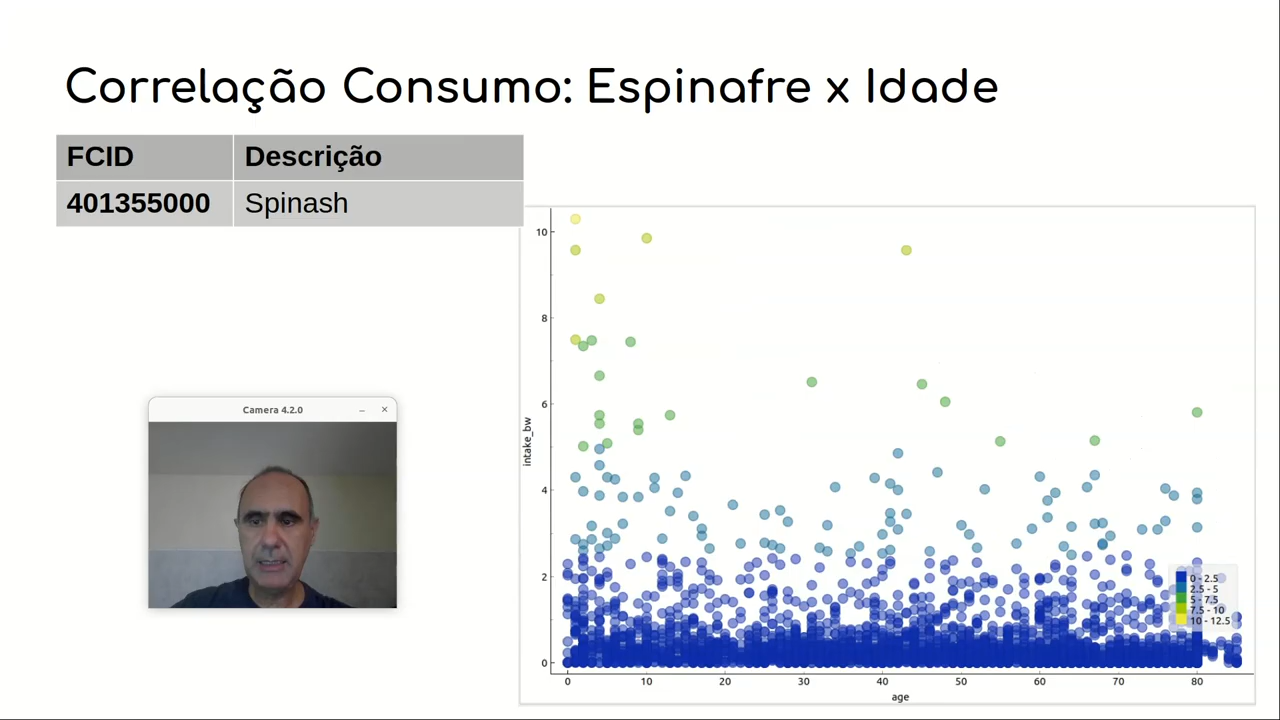 Correlação Consumo: Espinafre x Idade
FCID Descrição
401355000 Spinash
Camera 4.2.0
intake_bw
10
8
6
4
2
0
0 10 20 30 40 50 60 70 80
age
0 - 2.5
2.5 - 5
5 - 7.5
7.5 - 10
10 - 12.5